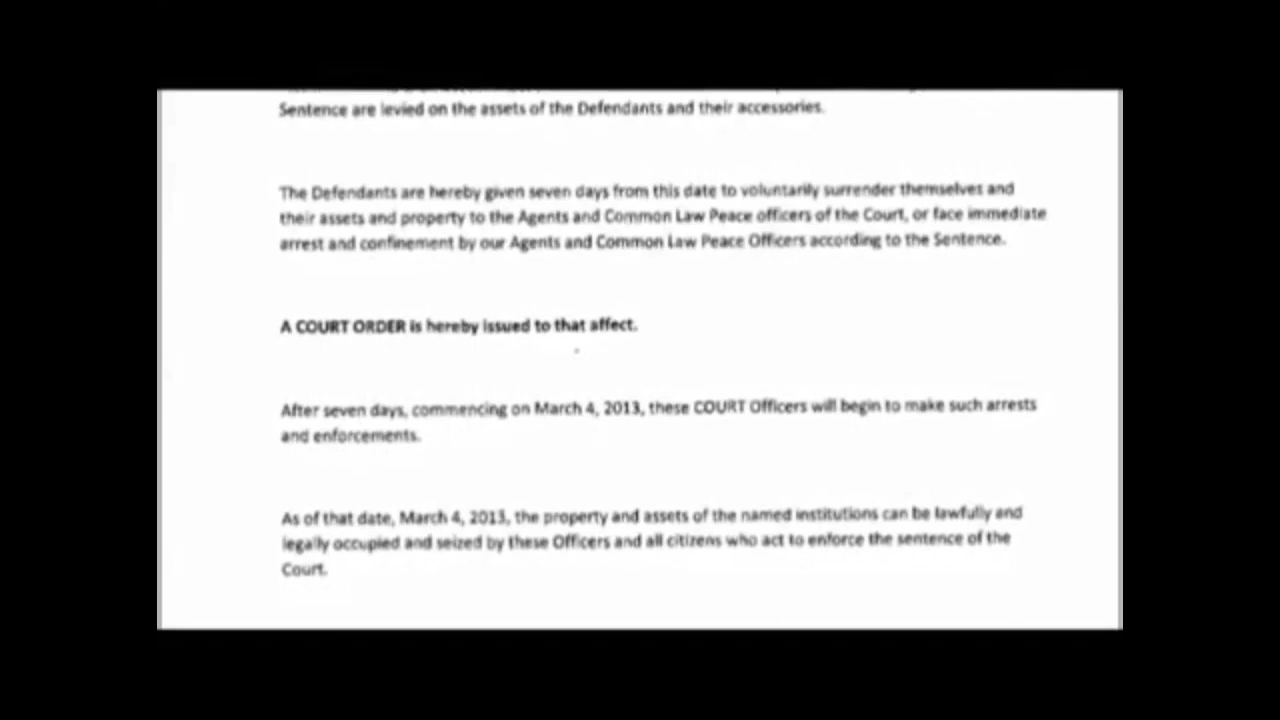 Sentence are levied on the assets of the Defendants and their accessories.
The Defendants are hereby given seven days from this date to voluntarily surrender themselves and
their assets and property to the Agents and Common Law Peace officers of the Court, or face immediate
arrest and confinement by our Agents and Common Law Peace Officers according to the Sentence.
A COURT ORDER is hereby issued to that affect.
After seven days, commencing on March 4, 2013, these COURT Officers will begin to make such arrests
and enforcements.
As of that date, March 4, 2013, the property and assets of the named institutions can be lawfully and
legally occupied and seized by these Officers and all citizens who act to enforce the sentence of the
Court.